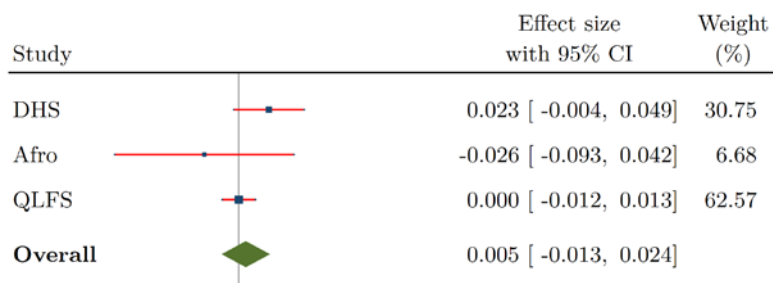 Effect size Weight
Study with 95% CI (%)
DHS 0.023 [ -0.004, 0.049] 30.75
Afro -0.026 [ -0.093, 0.042] 6.68
QLFS 0.000 [ -0.012, 0.013] 62.57
Overall 0.005 [ -0.013, 0.024]